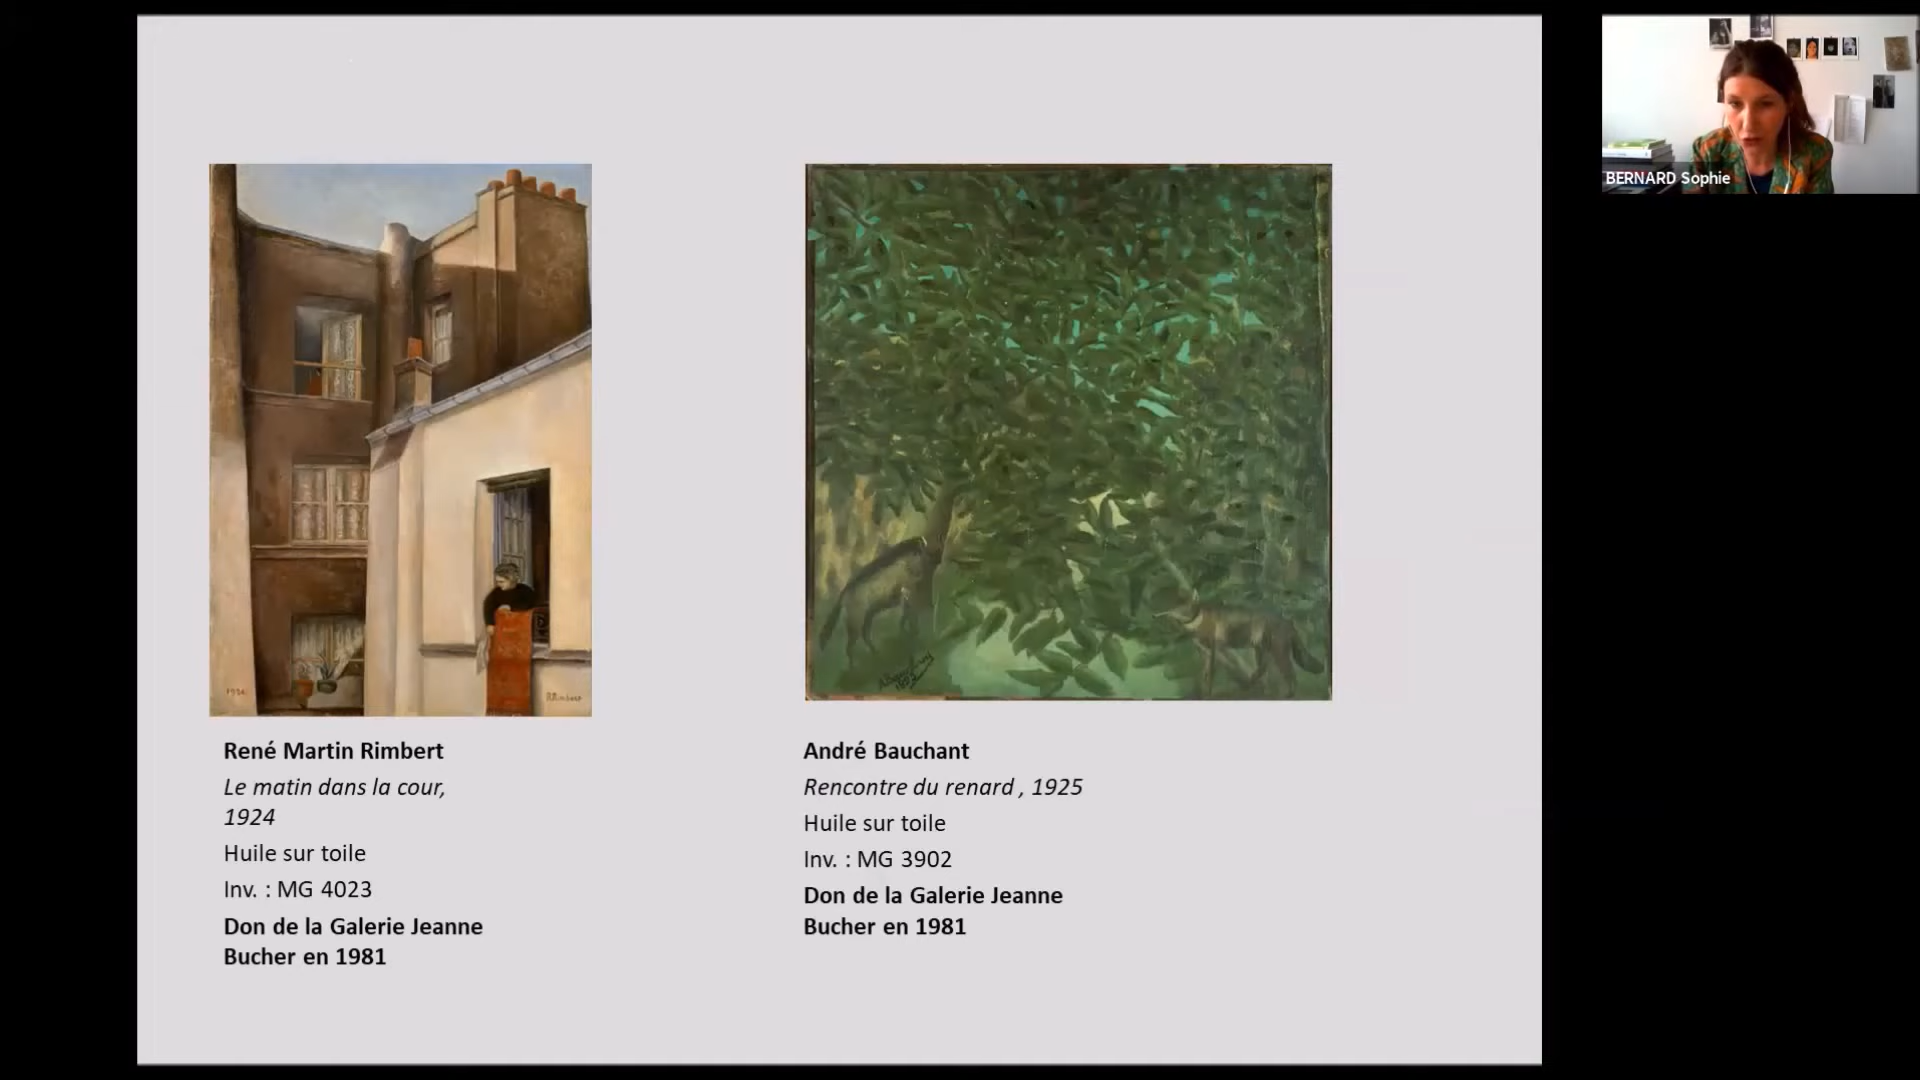 BERNARD Sophie
1924
R.Rimbert
René Martin Rimbert
Le matin dans la cour,
1924
Huile sur toile
Inv. : MG 4023
Don de la Galerie Jeanne
Bucher en 1981
André Bauchant
Rencontre du renard , 1925
Huile sur toile
Inv. : MG 3902
Don de la Galerie Jeanne
Bucher en 1981